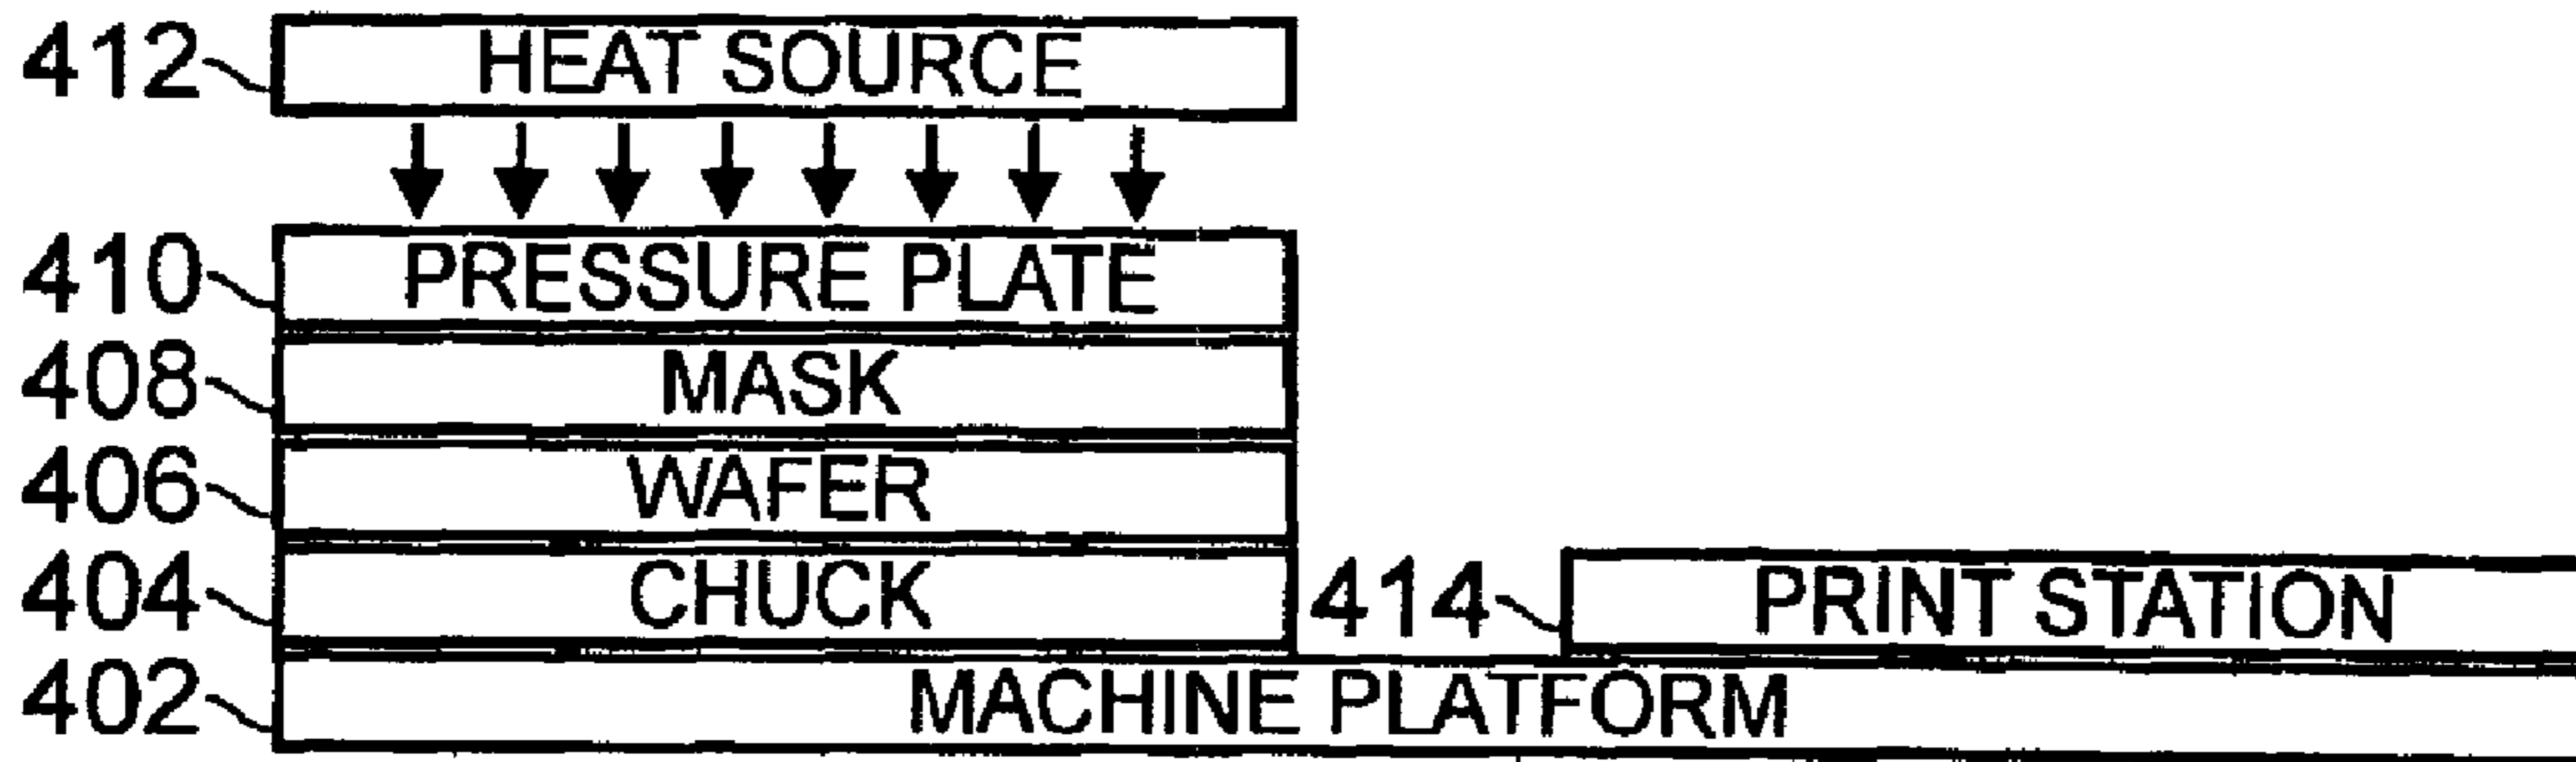 412 HEAT SOURCE
410 PRESSURE PLATE
408 MASK
406 WAFER
404 CHUCK
414 PRINT STATION
402 MACHINE PLATFORM